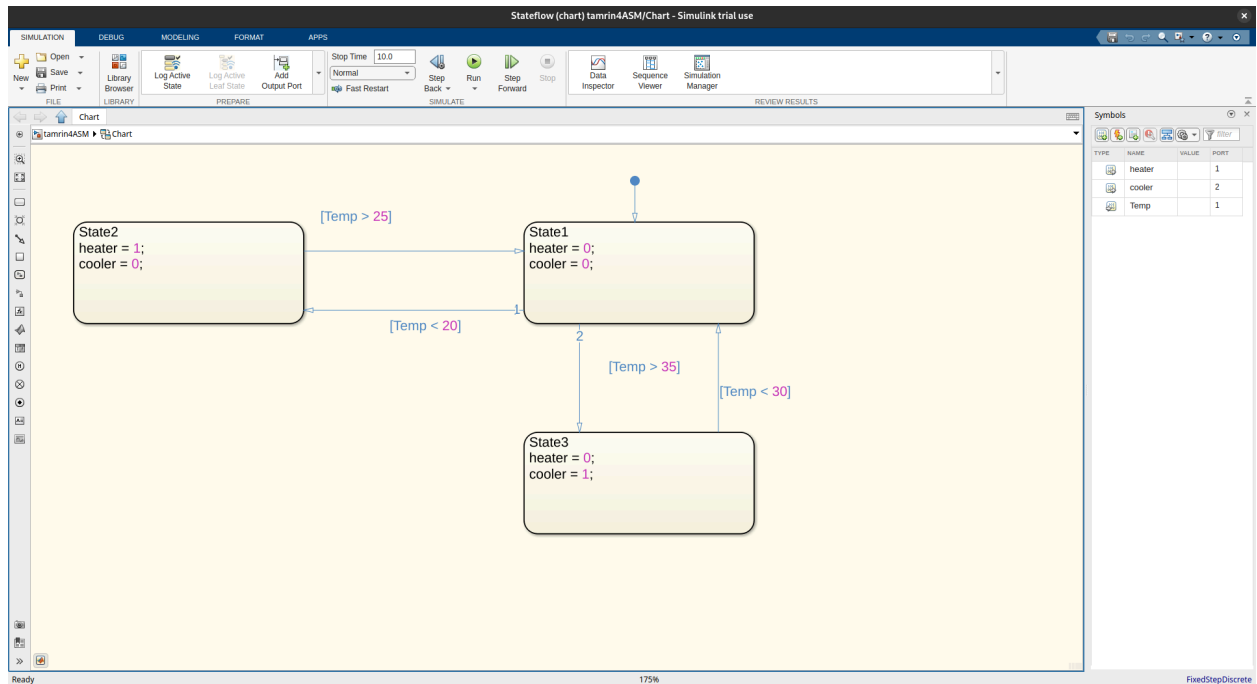 Stateflow (chart) tamrin4ASM/Chart - Simulink trial use
SIMULATION DEBUG MODELING FORMAT APPS
New
Open
Save
Print
FILE
Library
Browser
LIBRARY
Log Active
State
Log Active
Leaf State
Add
Output Port
PREPARE
Stop Time 10.0
Normal
Fast Restart
Step
Back
Run
Step
Forward
Stop
SIMULATE
Data
Inspector
Sequence
Viewer
Simulation
Manager
REVIEW RESULTS
Chart
tamrin4ASM Chart
Symbols
filter
TYPE NAME VALUE PORT
heater 1
cooler 2
Temp 1
[Temp > 25]
State2
heater = 1;
cooler = 0;
State1
heater = 0;
cooler = 0;
1
[Temp < 20]
2
[Temp > 35]
[Temp < 30]
State3
heater = 0;
cooler = 1;
Ready 175% FixedStepDiscrete